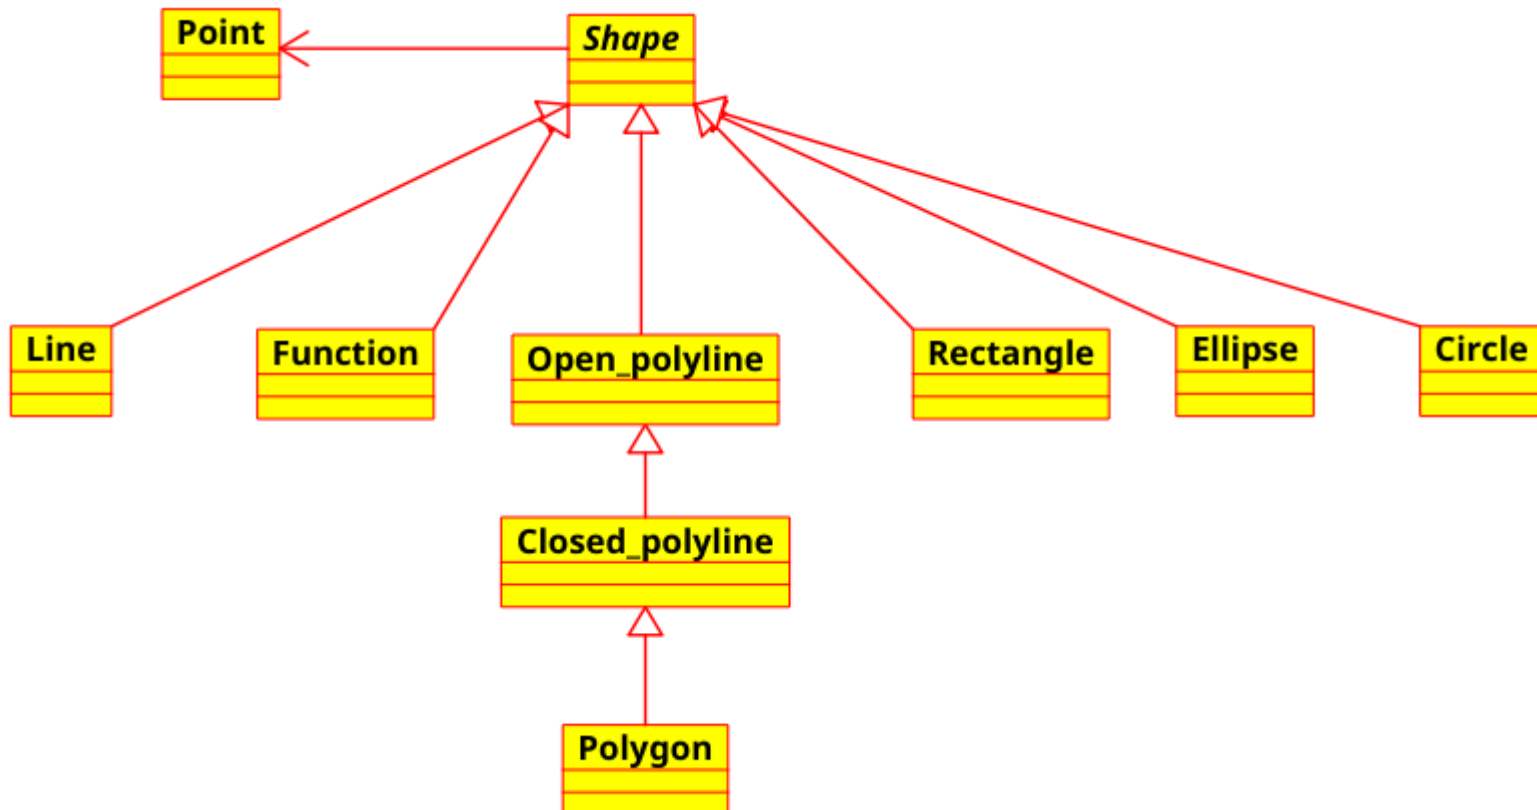 Point
Shape
Line
Function
Open_polyline
Rectangle
Ellipse
Circle
Closed_polyline
Polygon